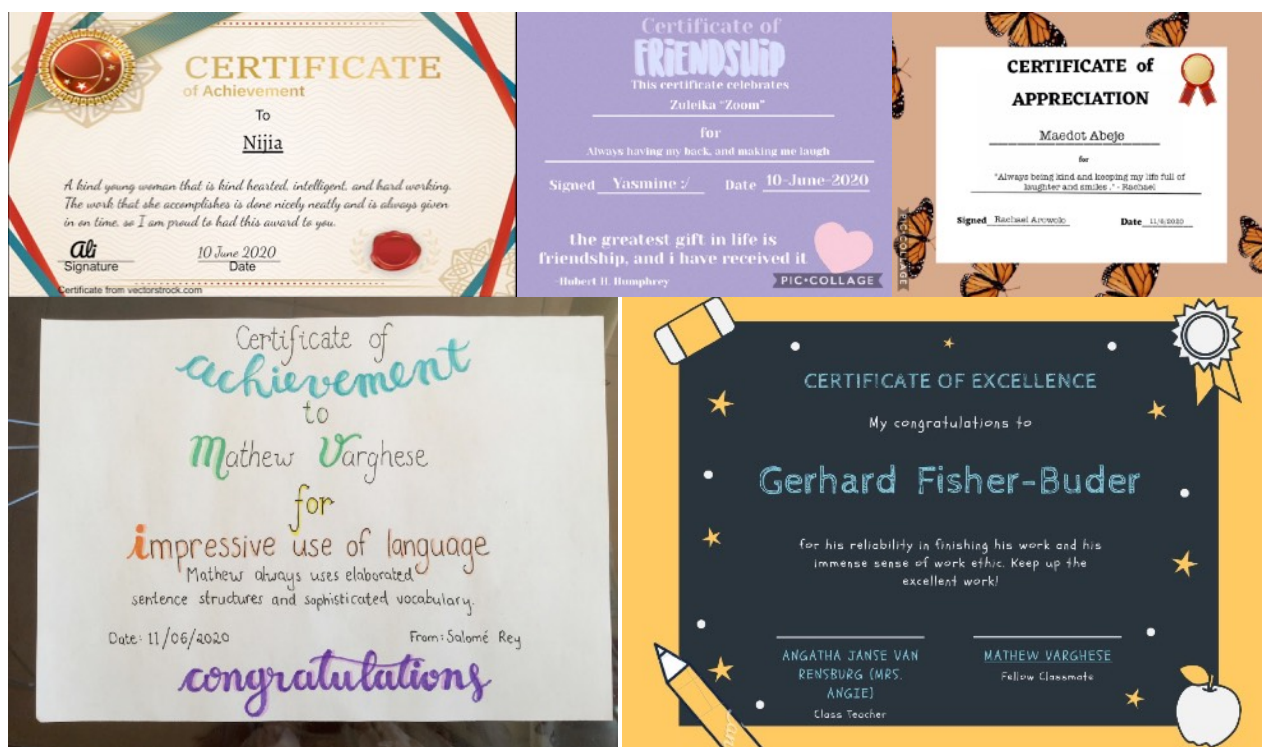 CERTIFICATE
of Achievement
To
Nijia
A kind young woman that is kind hearted, intelligent, and hard working.
The work that she accomplishes is done nicely neatly and is always given
in on time, so I am proud to had this award to you.
Ali
Signature
10 June 2020
Date
Certificate from vectorstrock.com
Certificate of
FRIENDSHIP
This certificate celebrates
Zuleika "Zoom"
for
Always having my back, and making me laugh
Signed Yasmine :/ Date 10-June-2020
the greatest gift in life is
friendship, and i have received it
-Hubert H. Humphrey
PIC•COLLAGE
CERTIFICATE of
APPRECIATION
Maedot Abeje
for
"Always being kind and keeping my life full of
laughter and smiles ." - Rachael
Signed Rachael Arowolo Date 11/6/2020
PIC•COLLAGE
Certificate of
achievement
to
Mathew Varghese
for
impressive use of language
Mathew always uses elaborated
sentence structures and sophisticated vocabulary.
Date: 11/06/2020 From: Salomé Rey
congratulations
CERTIFICATE OF EXCELLENCE
My congratulations to
Gerhard Fisher-Buder
for his reliability in finishing his work and his
immense sense of work ethic. Keep up the
excellent work!
ANGATHA JANSE VAN
RENSBURG (MRS.
ANGIE)
Class Teacher
MATHEW VARGHESE
Fellow Classmate